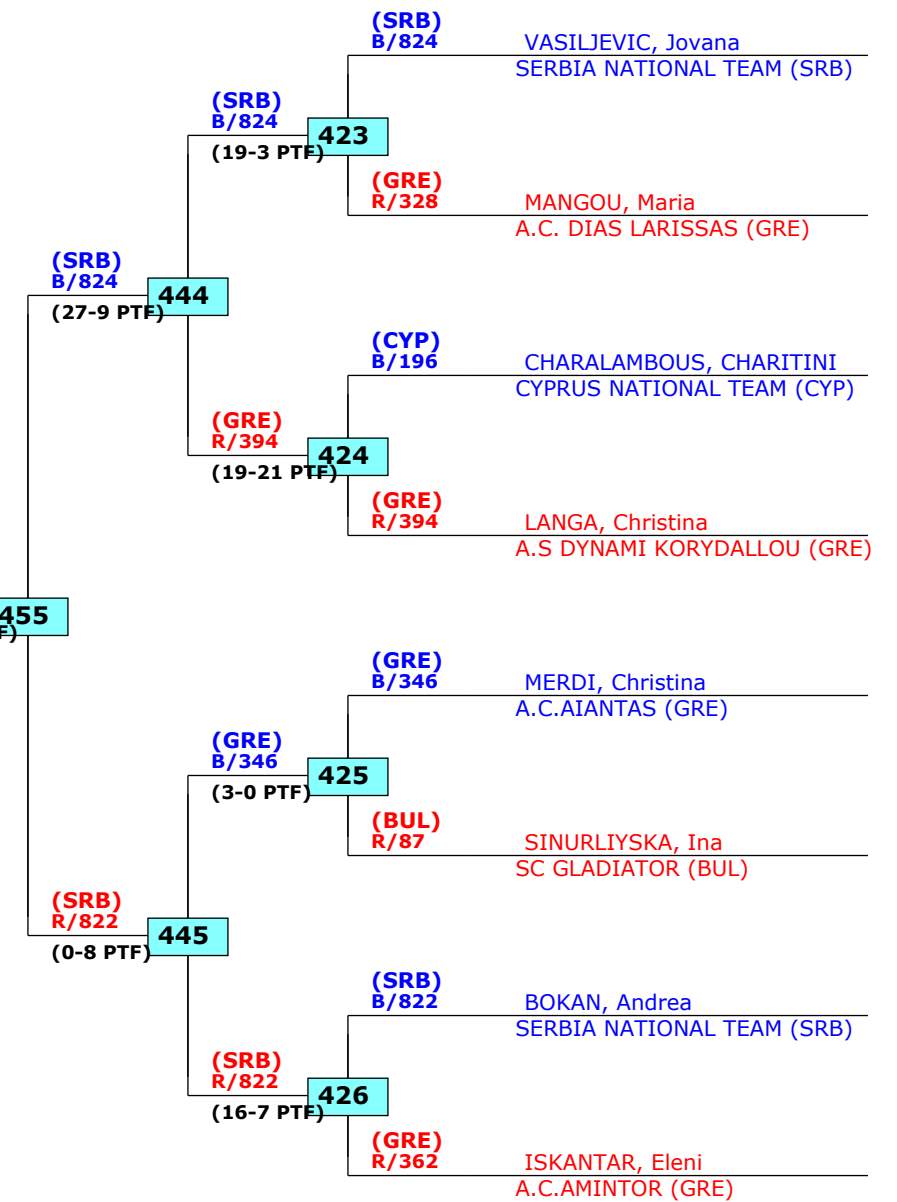 (SRB)
B/824
VASILJEVIC, Jovana
SERBIA NATIONAL TEAM (SRB)
(SRB)
B/824
423
(19-3 PTF)
(GRE)
R/328
MANGOU, Maria
A.C. DIAS LARISSAS (GRE)
(SRB)
B/824
444
(27-9 PTF)
(CYP)
B/196
CHARALAMBOUS, CHARITINI
CYPRUS NATIONAL TEAM (CYP)
(GRE)
R/394
424
(19-21 PTF)
(GRE)
R/394
LANGA, Christina
A.S DYNAMI KORYDALLOU (GRE)
455
F)
(GRE)
B/346
MERDI, Christina
A.C.AIANTAS (GRE)
(GRE)
B/346
425
(3-0 PTF)
(BUL)
R/87
SINURLIYSKA, Ina
SC GLADIATOR (BUL)
(SRB)
R/822
445
(0-8 PTF)
(SRB)
B/822
BOKAN, Andrea
SERBIA NATIONAL TEAM (SRB)
(SRB)
R/822
426
(16-7 PTF)
(GRE)
R/362
ISKANTAR, Eleni
A.C.AMINTOR (GRE)